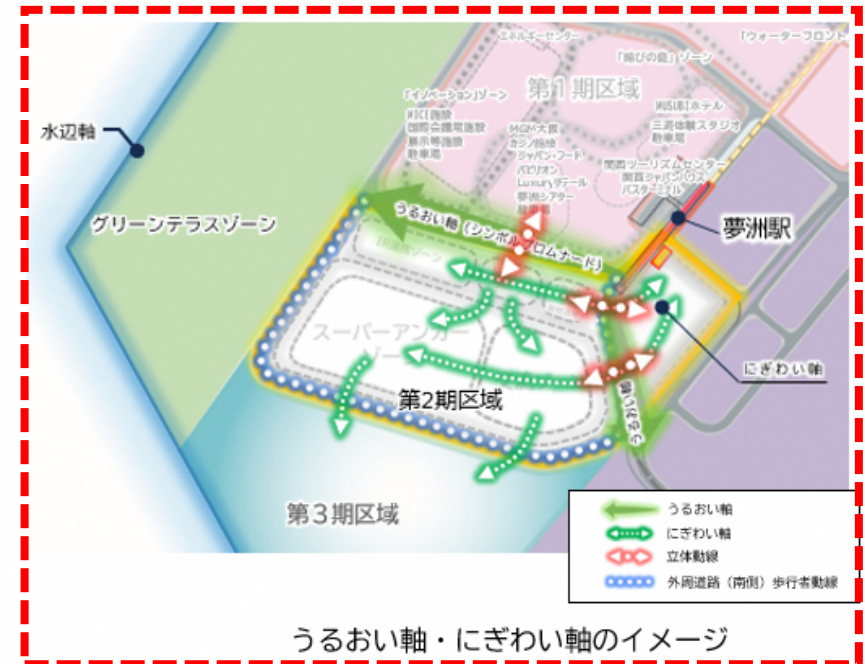 エネルギーセンター
「ウォーターフロント
「結びの庭」ゾーン
第1期区域
「イノベーション」ゾーン
MICE施設
国際会議場施設
展示等施設
駐車場
MUSUBIホテル
三道体験スタジオ
駐車場
MGM大阪
カジノ施設
ジャパン・フード
パビリオン
Luxuryリテール
夢洲シアター
駐車場
関西ツーリズムセンター
関西ジャパンハウス
バスターミナル
水辺軸
グリーンテラスゾーン
うるおい軸（シンボルプロムナード）
夢洲駅
スーパーアンカー
ゾーン
にぎわい軸
第2期区域
うるおい軸
第３期区域
うるおい軸
にぎわい軸
立体動線
外周道路（南側）歩行者動線
うるおい軸・にぎわい軸のイメージ